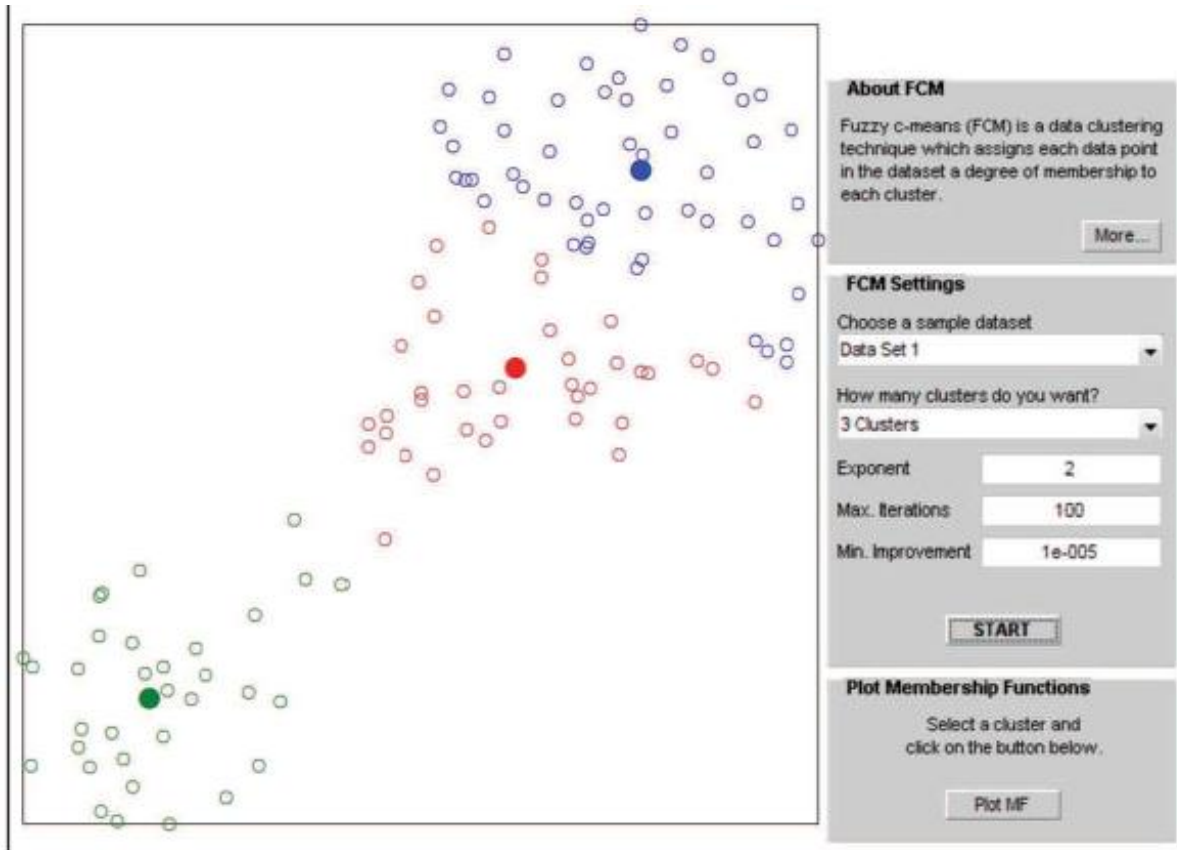 About FCM
Fuzzy c-means (FCM) is a data clustering
technique which assigns each data point
in the dataset a degree of membership to
each cluster.
More...
FCM Settings
Choose a sample dataset
Data Set 1
How many clusters do you want?
3 Clusters
Exponent 2
Max. Iterations 100
Min. Improvement 1e-005
START
Plot Membership Functions
Select a cluster and
click on the button below.
Plot MF